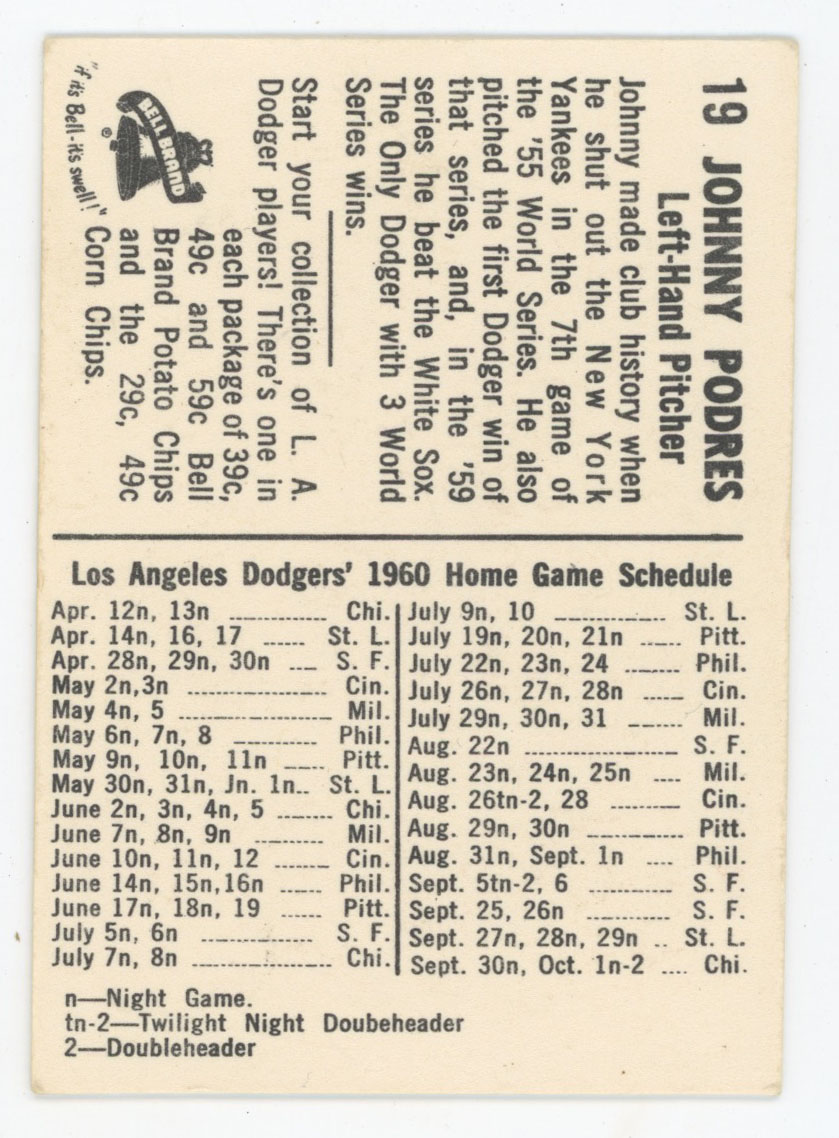 19 JOHNNY PODRES
Left-Hand Pitcher
Johnny made club history when
he shut out the New York
Yankees in the 7th game of
the '55 World Series. He also
pitched the first Dodger win of
that series, and, in the '59
series he beat the White Sox.
The Only Dodger with 3 World
Series wins.
Start your collection of L. A.
Dodger players! There's one in
each package of 39c,
49c and 59c Bell
Brand Potato Chips
and the 29c, 49c
Corn Chips.
BELL BRAND
®
"if it's Bell-it's swell!"
Los Angeles Dodgers' 1960 Home Game Schedule
Apr. 12n, 13n ............. Chi.
Apr. 14n, 16, 17 ...... St. L.
Apr. 28n, 29n, 30n .... S. F.
May 2n,3n ................... Cin.
May 4n, 5 .................... Mil.
May 6n, 7n, 8 ........... Phil.
May 9n, 10n, 11n ..... Pitt.
May 30n, 31n, Jn. 1n.. St. L.
June 2n, 3n, 4n, 5 ....... Chi.
June 7n, 8n, 9n ......... Mil.
June 10n, 11n, 12 ....... Cin.
June 14n, 15n,16n ..... Phil.
June 17n, 18n, 19 ..... Pitt.
July 5n, 6n ............... S. F.
July 7n, 8n .................. Chi.
July 9n, 10 ............... St. L.
July 19n, 20n, 21n ..... Pitt.
July 22n, 23n, 24 ....... Phil.
July 26n, 27n, 28n ..... Cin.
July 29n, 30n, 31 ....... Mil.
Aug. 22n .................... S. F.
Aug. 23n, 24n, 25n .... Mil.
Aug. 26tn-2, 28 ......... Cin.
Aug. 29n, 30n ............ Pitt.
Aug. 31n, Sept. 1n .... Phil.
Sept. 5tn-2, 6 ........... S. F.
Sept. 25, 26n ........... S. F.
Sept. 27n, 28n, 29n .. St. L.
Sept. 30n, Oct. 1n-2 .... Chi.
n—Night Game.
tn-2—Twilight Night Doubeheader
2—Doubleheader